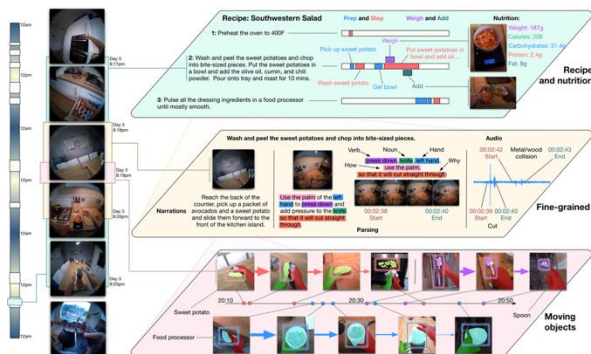 12am
12am
12am
12am
12am
12am
12am
Day 3
8:17pm
Day 3
8:18pm
Day 3
8:19pm
Day 3
8:20pm
Day 3
8:25pm
Recipe: Southwestern Salad
Prep and Step
Weigh and Add
Nutrition:
1: Preheat the oven to 400F
2: Wash and peel the sweet potatoes and chop
into bite-sized pieces. Put the sweet potatoes in
a bowl and add the olive oil, cumin, and chili
powder. Pour onto tray and roast for 10 mins.
3: Pulse all the dressing ingredients in a food processor
until mostly smooth.
Weigh
Pick up sweet potato
Put sweet potatoes in
bowl and add oil...
Wash sweet potato
Get bowl
Add
Weight: 187g
Calories: 206
Carbohydrates: 31.4g
Protein: 2.4g
Fat: 8g
Recipe
and nutrition
Wash and peel the sweet potatoes and chop into bite-sized pieces.
Audio
Verb
Noun
Hand
How
Why
press down knife left hand
use the palm
so that it will cut straight through
Reach the back of the
counter, pick up a packet of
avocados and a sweet potato
and slide them forward to the
front of the kitchen island.
Narrations
Use the palm of the left
hand to press down and
add pressure to the knife
so that it will cut straight
through.
00:02:38
Start
00:02:40
End
Parsing
00:02:42
Start
Metal/wood
collision
00:02:43
End
00:02:39
Start
00:02:40
End
Cut
Fine-grained
20:10
20:30
20:50
Sweet potato
Spoon
Food processor
Moving
objects